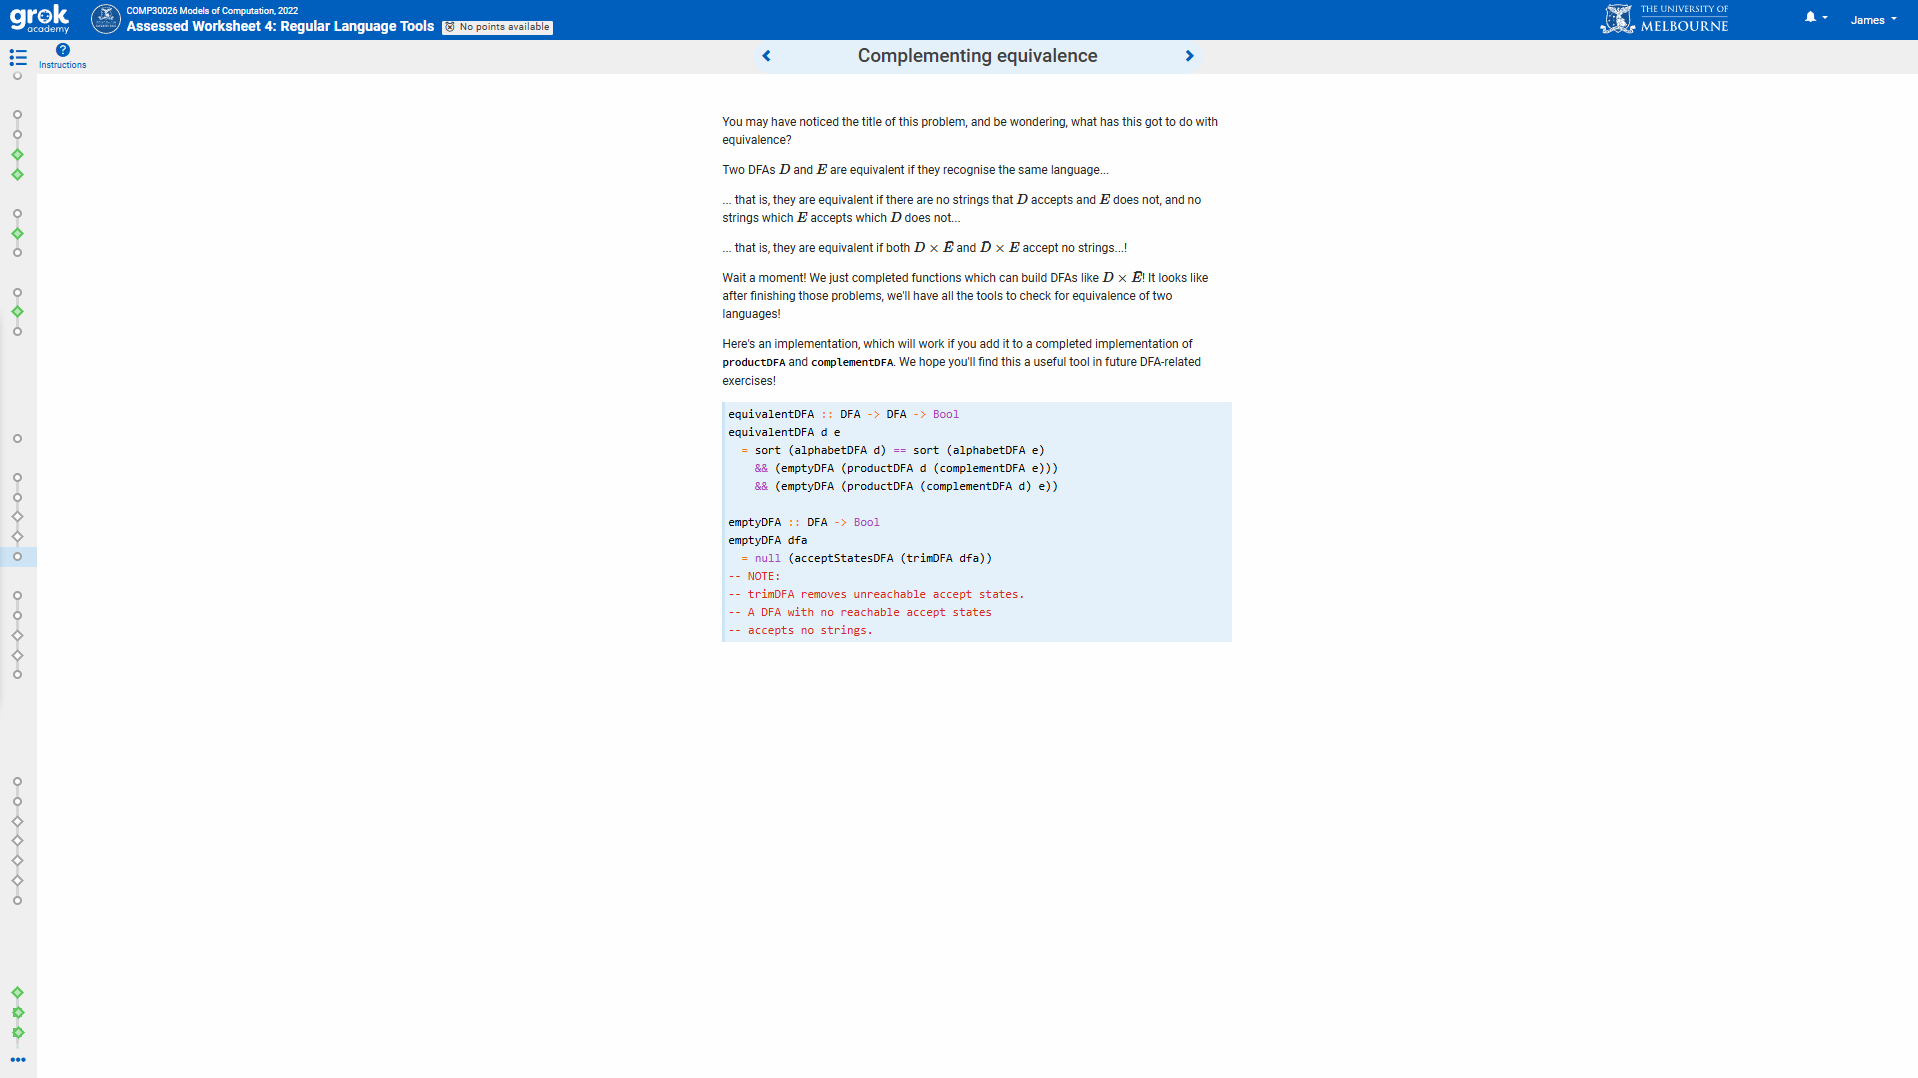 grok
academy
COMP30026 Models of Computation, 2022
Assessed Worksheet 4: Regular Language Tools
No points available
THE UNIVERSITY OF
MELBOURNE
James
Instructions
Complementing equivalence
You may have noticed the title of this problem, and be wondering, what has this got to do with
equivalence?
Two DFAs D and E are equivalent if they recognise the same language...
... that is, they are equivalent if there are no strings that D accepts and E does not, and no
strings which E accepts which D does not...
... that is, they are equivalent if both D × Ē and D̄ × E accept no strings...!
Wait a moment! We just completed functions which can build DFAs like D × Ē! It looks like
after finishing those problems, we'll have all the tools to check for equivalence of two
languages!
Here's an implementation, which will work if you add it to a completed implementation of
productDFA and complementDFA. We hope you'll find this a useful tool in future DFA-related
exercises!
equivalentDFA :: DFA -> DFA -> Bool
equivalentDFA d e
  = sort (alphabetDFA d) == sort (alphabetDFA e)
    && (emptyDFA (productDFA d (complementDFA e)))
    && (emptyDFA (productDFA (complementDFA d) e))
emptyDFA :: DFA -> Bool
emptyDFA dfa
  = null (acceptStatesDFA (trimDFA dfa))
-- NOTE:
-- trimDFA removes unreachable accept states.
-- A DFA with no reachable accept states
-- accepts no strings.